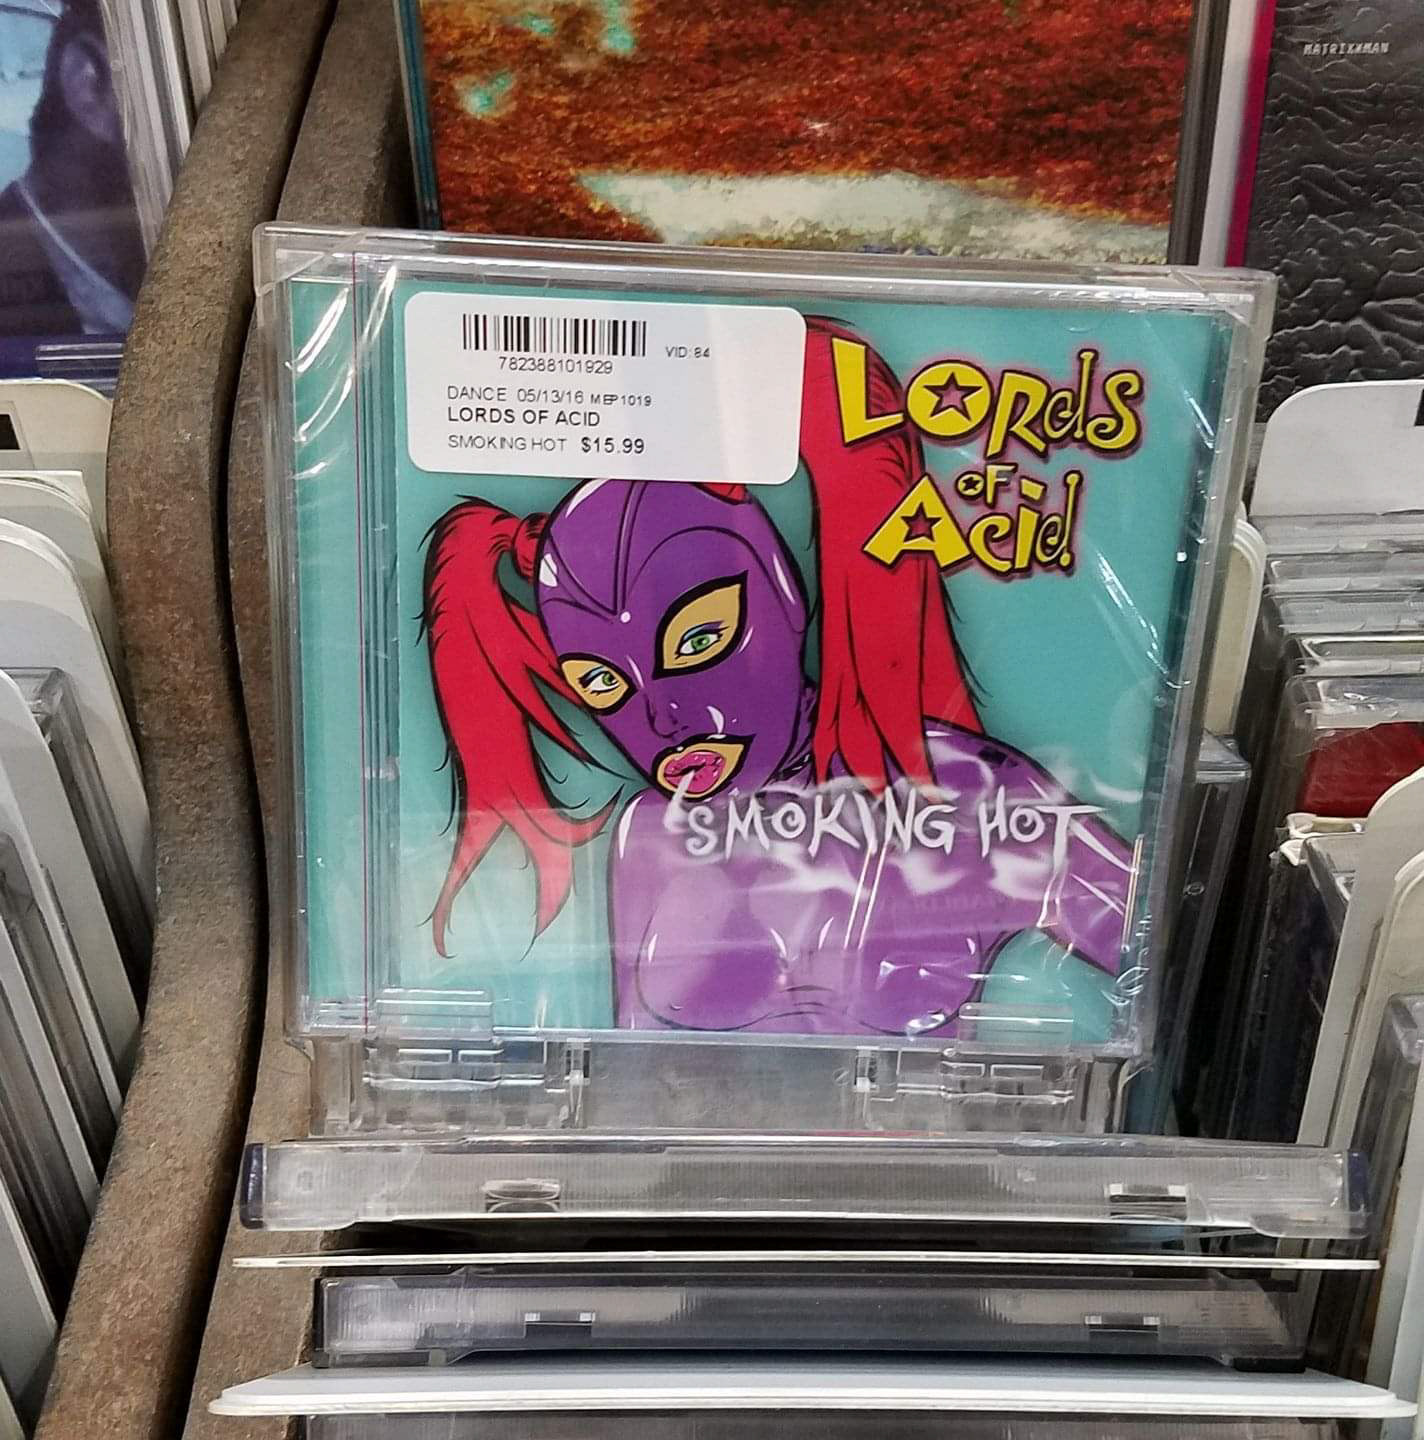 MATRIXXMAN
782388101929
VID: 84
DANCE 05/13/16 MEP1019
LORDS OF ACID
SMOKING HOT $15.99
LORdS
OF
Acid
SMOKING HOT